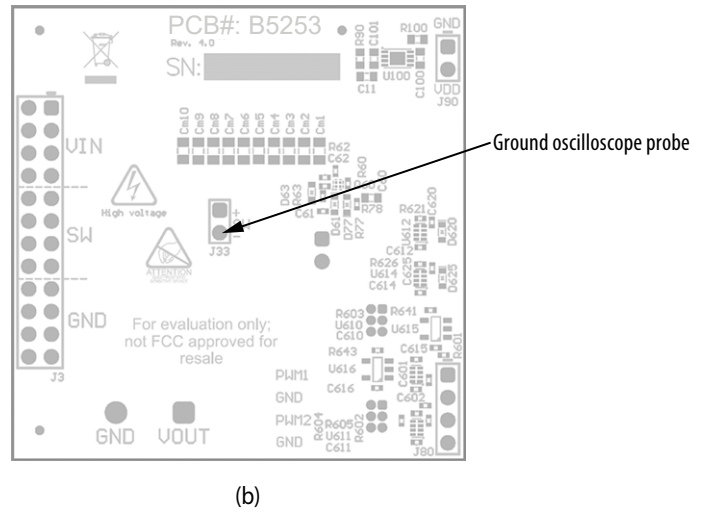 PCB#: B5253
Rev. 4.0
SN:
R90
C101
R100
GND
U100
C100
C11
VDD
J90
Cm10
Cm9
Cm8
Cm7
Cm6
Cm5
Cm4
Cm3
Cm2
Cm1
R62
C62
R60
C60
Ground oscilloscope probe
VIN
High voltage
D63
R63
C61
D61
D77
R77
R78
+
-
J33
SW
ATTENTION
R621
C620
U612
D620
C612
R626
U614
C614
C625
D625
GND
For evaluation only;
not FCC approved for
resale
R603
U610
C610
R641
U615
C615
R601
J3
R643
U616
C616
C601
C602
PWM1
GND
PWM2
GND
R604
R605
U611
C611
R602
J80
GND VOUT
(b)